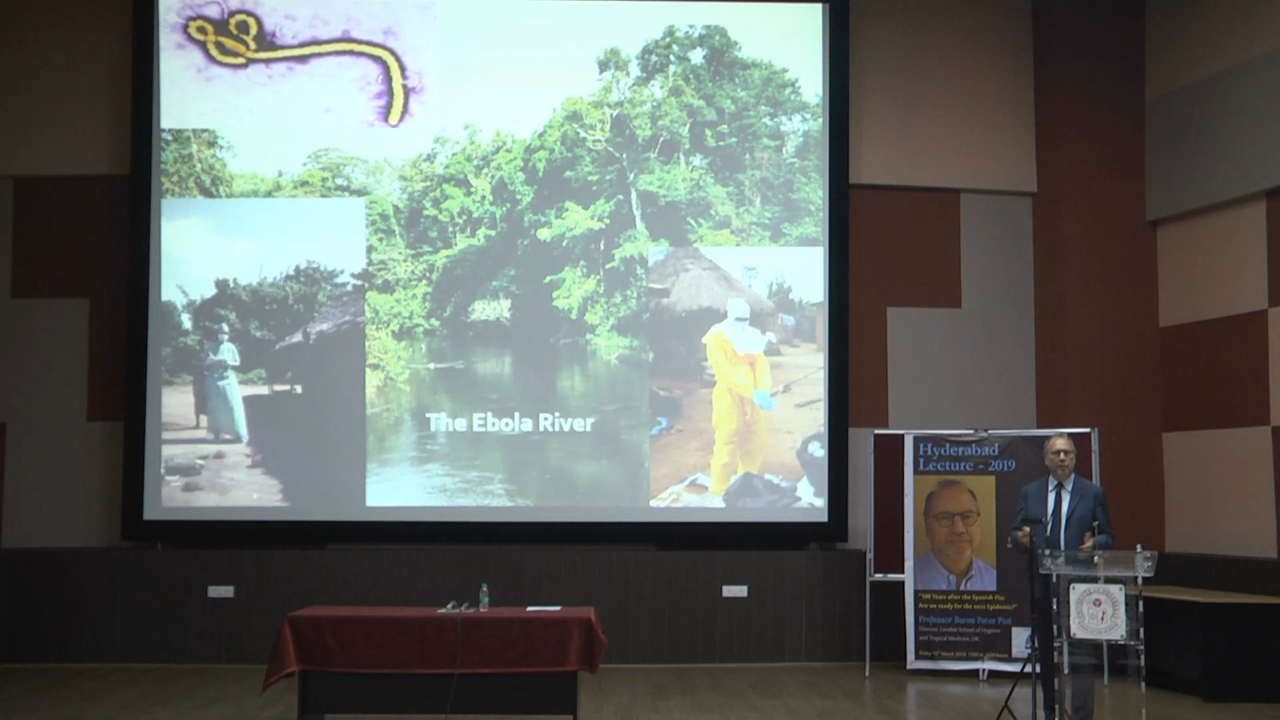 The Ebola River
Hyderabad
Lecture - 2019
"100 Years after the Spanish Flu:
Are we ready for the next Epidemic?"
Professor Baron Peter Piot
Director, London School of Hygiene
and Tropical Medicine, UK